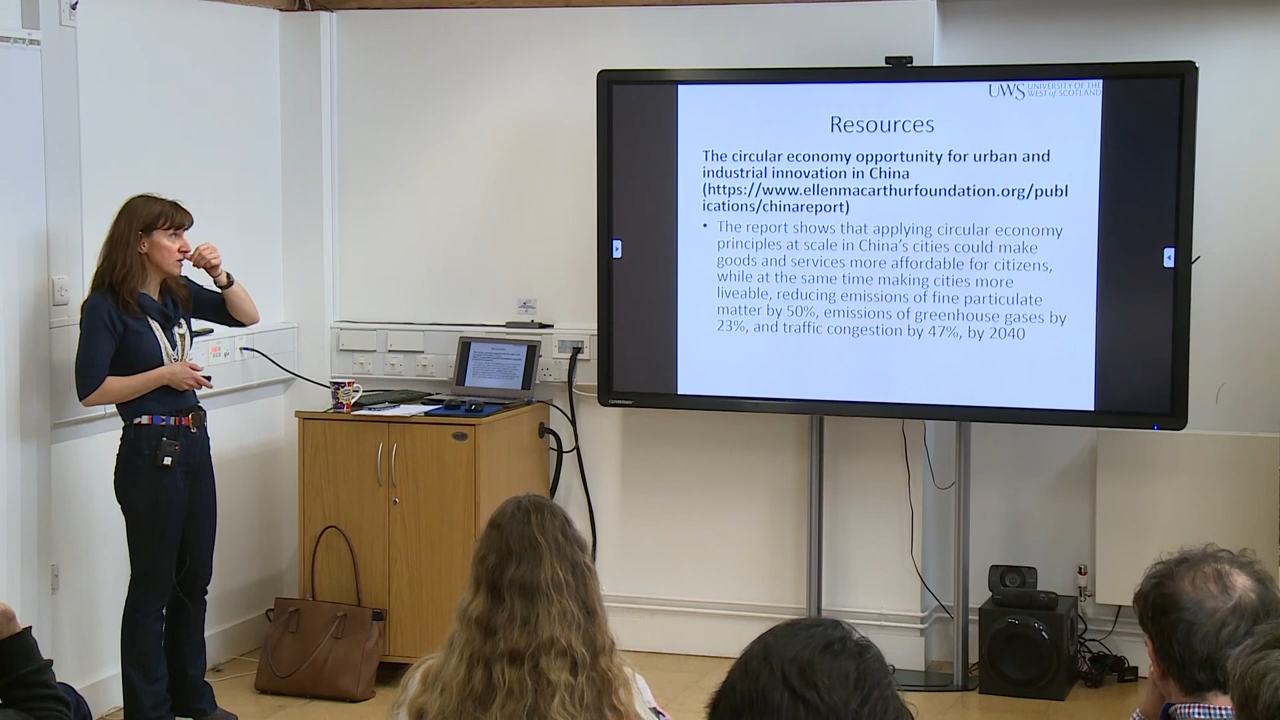 UWS UNIVERSITY OF THE
WEST of SCOTLAND
Resources
The circular economy opportunity for urban and
industrial innovation in China
(https://www.ellenmacarthurfoundation.org/publ
ications/chinareport)
• The report shows that applying circular economy
principles at scale in China's cities could make
goods and services more affordable for citizens,
while at the same time making cities more
liveable, reducing emissions of fine particulate
matter by 50%, emissions of greenhouse gases by
23%, and traffic congestion by 47%, by 2040